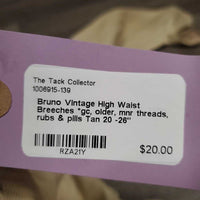 The Tack Collector
1006915-139
Bruno Vintage High Waist
Breeches *gc, older, mnr threads,
rubs & pills Tan 20 -26"
RZA21Y
$20.00